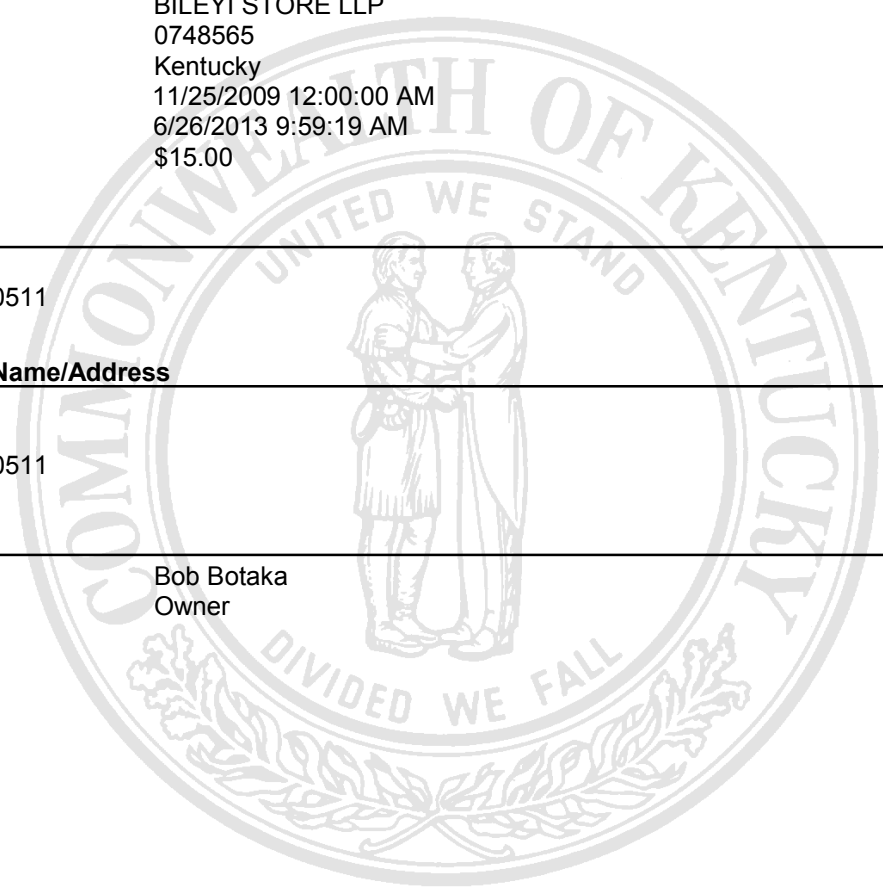 BILEYI STORE LLP
0748565
Kentucky
11/25/2009 12:00:00 AM
6/26/2013 9:59:19 AM
$15.00
0511
Name/Address
0511
Bob Botaka
Owner
COMMONWEALTH OF KENTUCKY
UNITED WE STAND
DIVIDED WE FALL